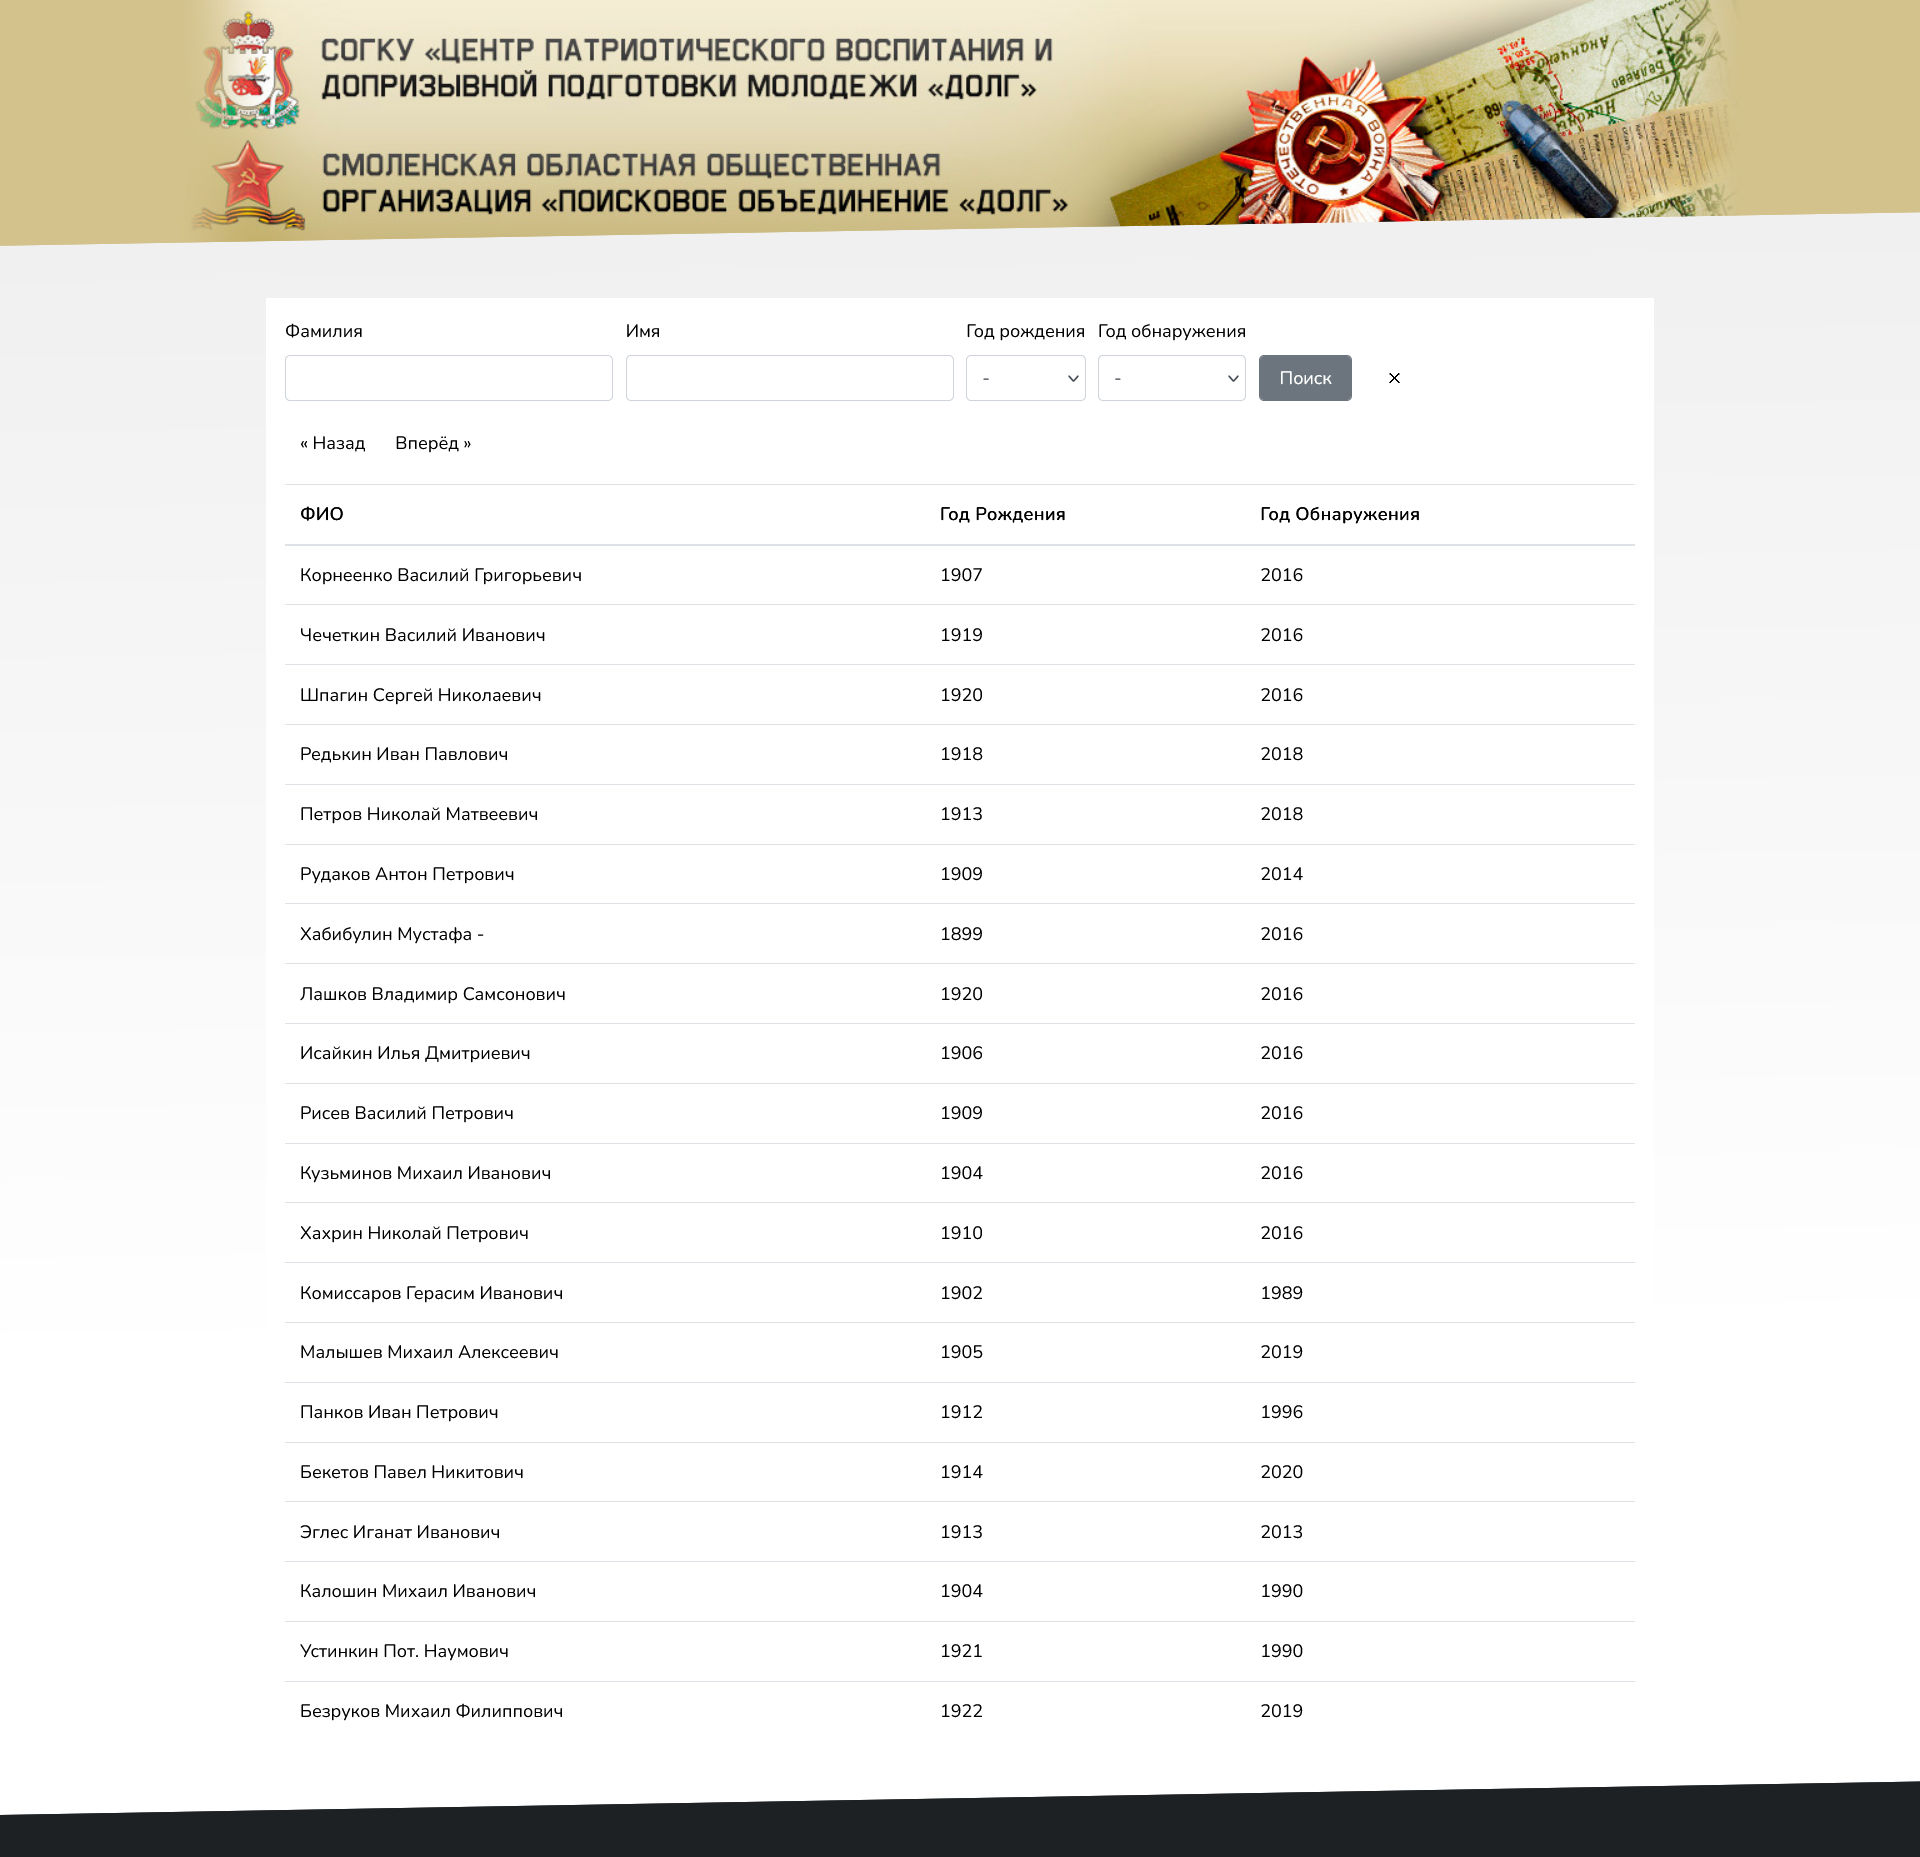 СОГКУ «ЦЕНТР ПАТРИОТИЧЕСКОГО ВОСПИТАНИЯ И
ДОПРИЗЫВНОЙ ПОДГОТОВКИ МОЛОДЕЖИ «ДОЛГ»
СМОЛЕНСКАЯ ОБЛАСТНАЯ ОБЩЕСТВЕННАЯ
ОРГАНИЗАЦИЯ «ПОИСКОВОЕ ОБЪЕДИНЕНИЕ «ДОЛГ»
ОТЕЧЕСТВЕННАЯ ВОЙНА
Фамилия Имя Год рождения Год обнаружения
- - Поиск ×
« Назад Вперёд »
ФИО Год Рождения Год Обнаружения
Корнеенко Василий Григорьевич 1907 2016
Чечеткин Василий Иванович 1919 2016
Шпагин Сергей Николаевич 1920 2016
Редькин Иван Павлович 1918 2018
Петров Николай Матвеевич 1913 2018
Рудаков Антон Петрович 1909 2014
Хабибулин Мустафа - 1899 2016
Лашков Владимир Самсонович 1920 2016
Исайкин Илья Дмитриевич 1906 2016
Рисев Василий Петрович 1909 2016
Кузьминов Михаил Иванович 1904 2016
Хахрин Николай Петрович 1910 2016
Комиссаров Герасим Иванович 1902 1989
Малышев Михаил Алексеевич 1905 2019
Панков Иван Петрович 1912 1996
Бекетов Павел Никитович 1914 2020
Эглес Иганат Иванович 1913 2013
Калошин Михаил Иванович 1904 1990
Устинкин Пот. Наумович 1921 1990
Безруков Михаил Филиппович 1922 2019